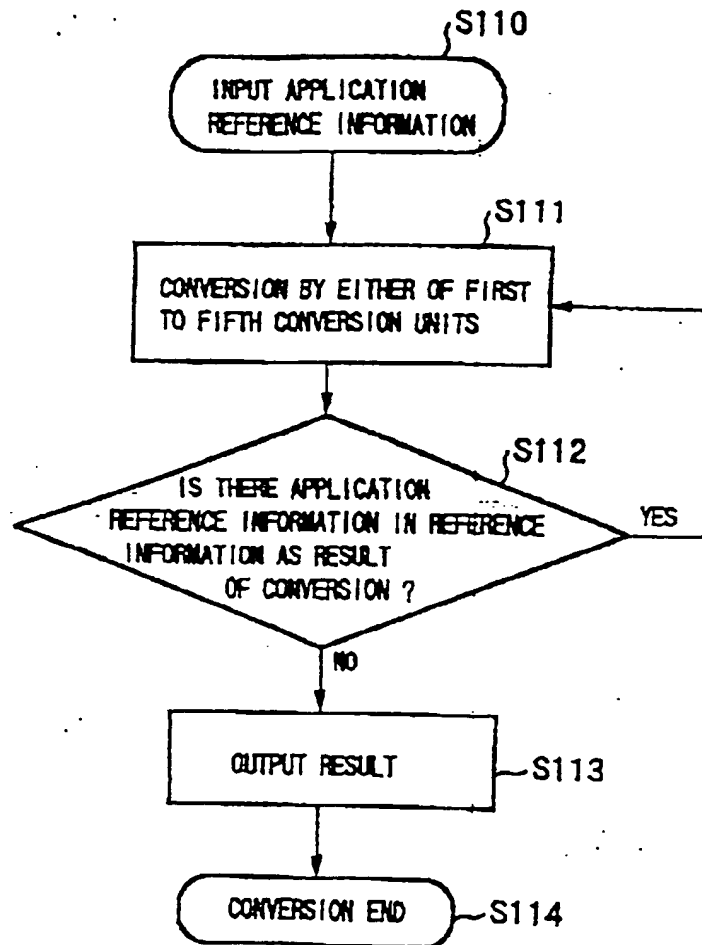 S110
INPUT APPLICATION
REFERENCE INFORMATION
S111
CONVERSION BY EITHER OF FIRST
TO FIFTH CONVERSION UNITS
S112
IS THERE APPLICATION
REFERENCE INFORMATION IN REFERENCE
INFORMATION AS RESULT
OF CONVERSION ?
YES
NO
OUTPUT RESULT
S113
CONVERSION END
S114